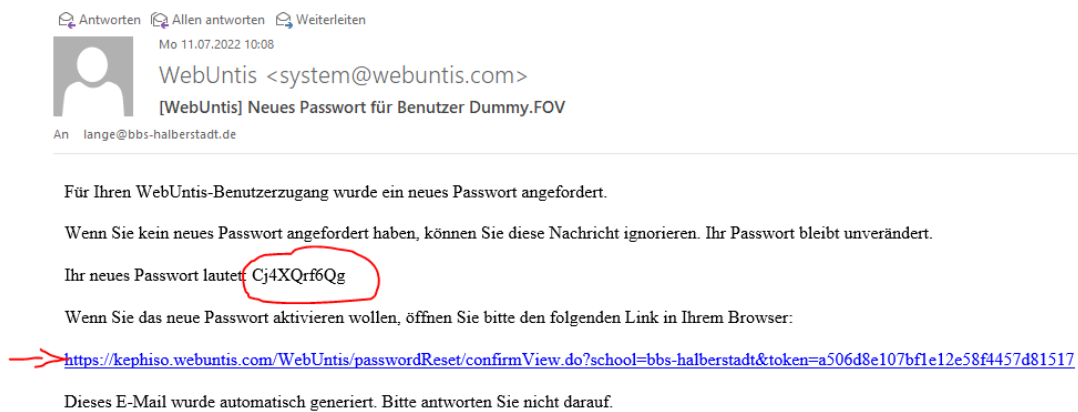 Antworten Allen antworten Weiterleiten
Mo 11.07.2022 10:08
WebUntis <system@webuntis.com>
[WebUntis] Neues Passwort für Benutzer Dummy.FOV
An lange@bbs-halberstadt.de
Für Ihren WebUntis-Benutzerzugang wurde ein neues Passwort angefordert.
Wenn Sie kein neues Passwort angefordert haben, können Sie diese Nachricht ignorieren. Ihr Passwort bleibt unverändert.
Ihr neues Passwort lautet: Cj4XQrf6Qg
Wenn Sie das neue Passwort aktivieren wollen, öffnen Sie bitte den folgenden Link in Ihrem Browser:
https://kephiso.webuntis.com/WebUntis/passwordReset/confirmView.do?school=bbs-halberstadt&token=a506d8e107bf1e12e58f4457d81517
Dieses E-Mail wurde automatisch generiert. Bitte antworten Sie nicht darauf.